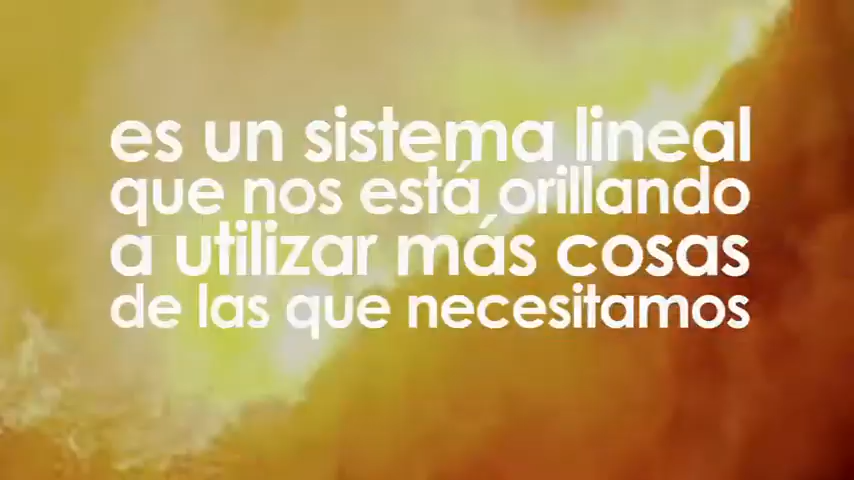 es un sistema lineal
que nos está orillando
a utilizar más cosas
de las que necesitamos